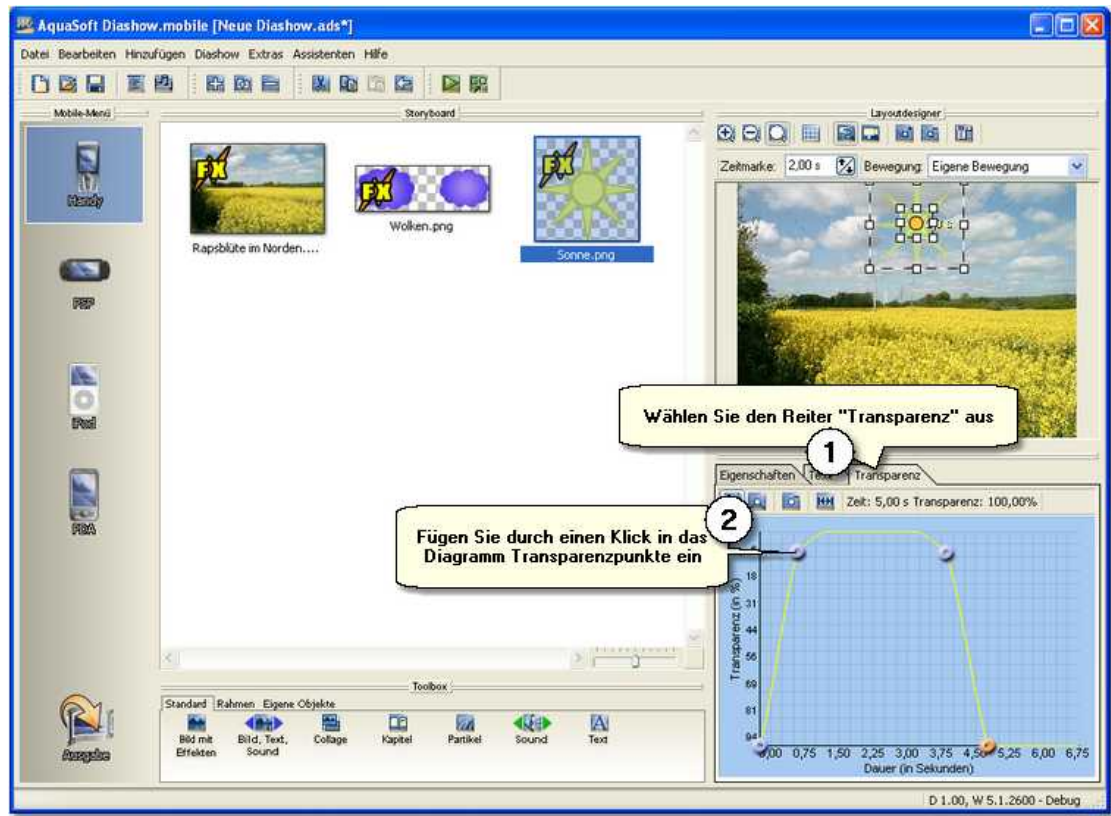 AquaSoft Diashow.mobile [Neue Diashow.ads*]
Datei Bearbeiten Hinzufügen Diashow Extras Assistenten Hilfe
Mobile-Menü
Storyboard
Layoutdesigner
Zeitmarke: 2,00 s Bewegung: Eigene Bewegung
Handy
FX
FX
FX
Rapsblüte im Norden....
Wolken.png
Sonne.png
PSP
iPod
PDA
Ausgabe
Wählen Sie den Reiter "Transparenz" aus
1
Eigenschaften
Transparenz
Zeit: 5,00 s Transparenz: 100,00%
2
Fügen Sie durch einen Klick in das
Diagramm Transparenzpunkte ein
Transparenz (in %)
18
31
44
56
69
81
94
0,00 0,75 1,50 2,25 3,00 3,75 4,50 5,25 6,00 6,75
Dauer (in Sekunden)
Toolbox
Standard Rahmen Eigene Objekte
Bild mit
Effekten
Bild, Text,
Sound
Collage
Kapitel
Partikel
Sound
Text
D 1.00, W 5.1.2600 - Debug